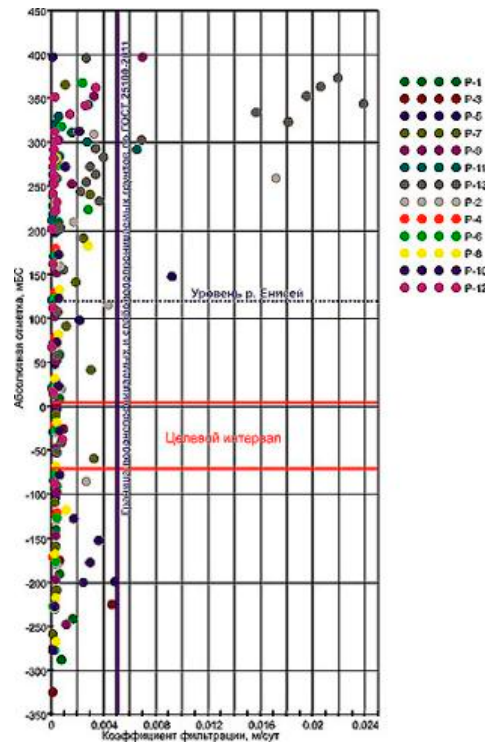 450
400
350
300
250
200
150
100
50
0
-50
-100
-150
-200
-250
-300
-350
Абсолютная отметка, мБС
0
0.004
0.008
0.012
0.016
0.02
0.024
Коэффициент фильтрации, м/сут
Граница водонепроницаемых и слабоводопроницаемых грунтов по ГОСТ 25100-2011
Уровень р. Енисей
Целевой интервал
Р-1
Р-3
Р-5
Р-7
Р-9
Р-11
Р-13
Р-2
Р-4
Р-6
Р-8
Р-10
Р-12